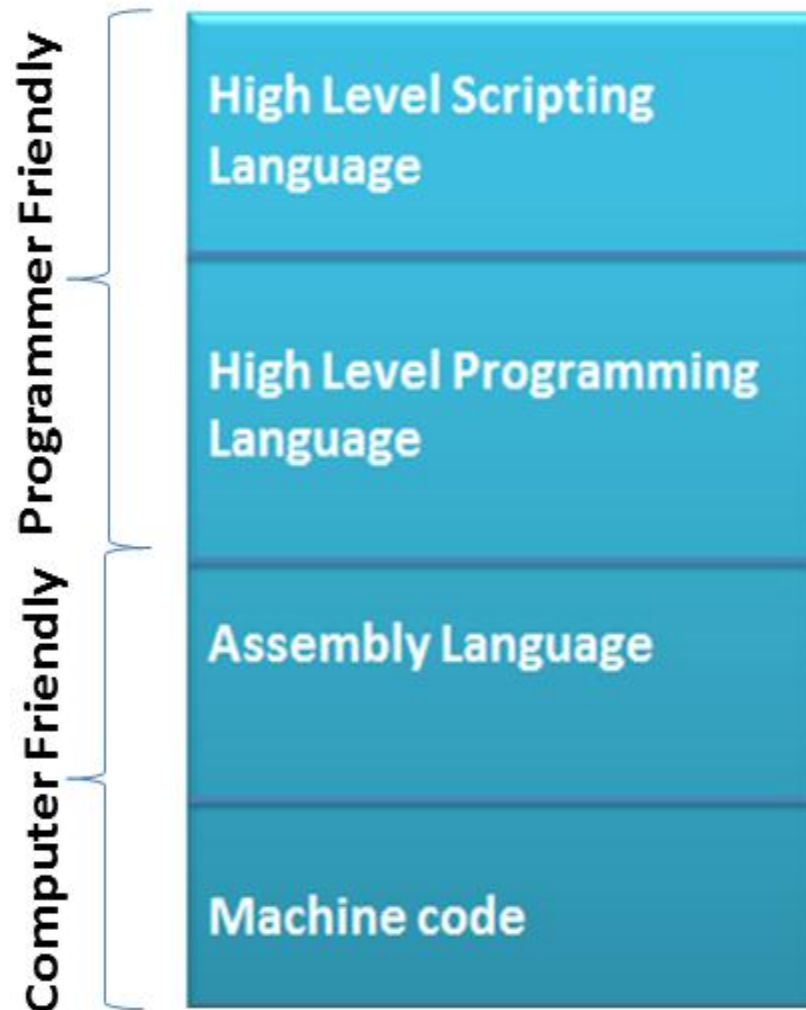 Programmer Friendly
High Level Scripting
Language
High Level Programming
Language
Computer Friendly
Assembly Language
Machine code